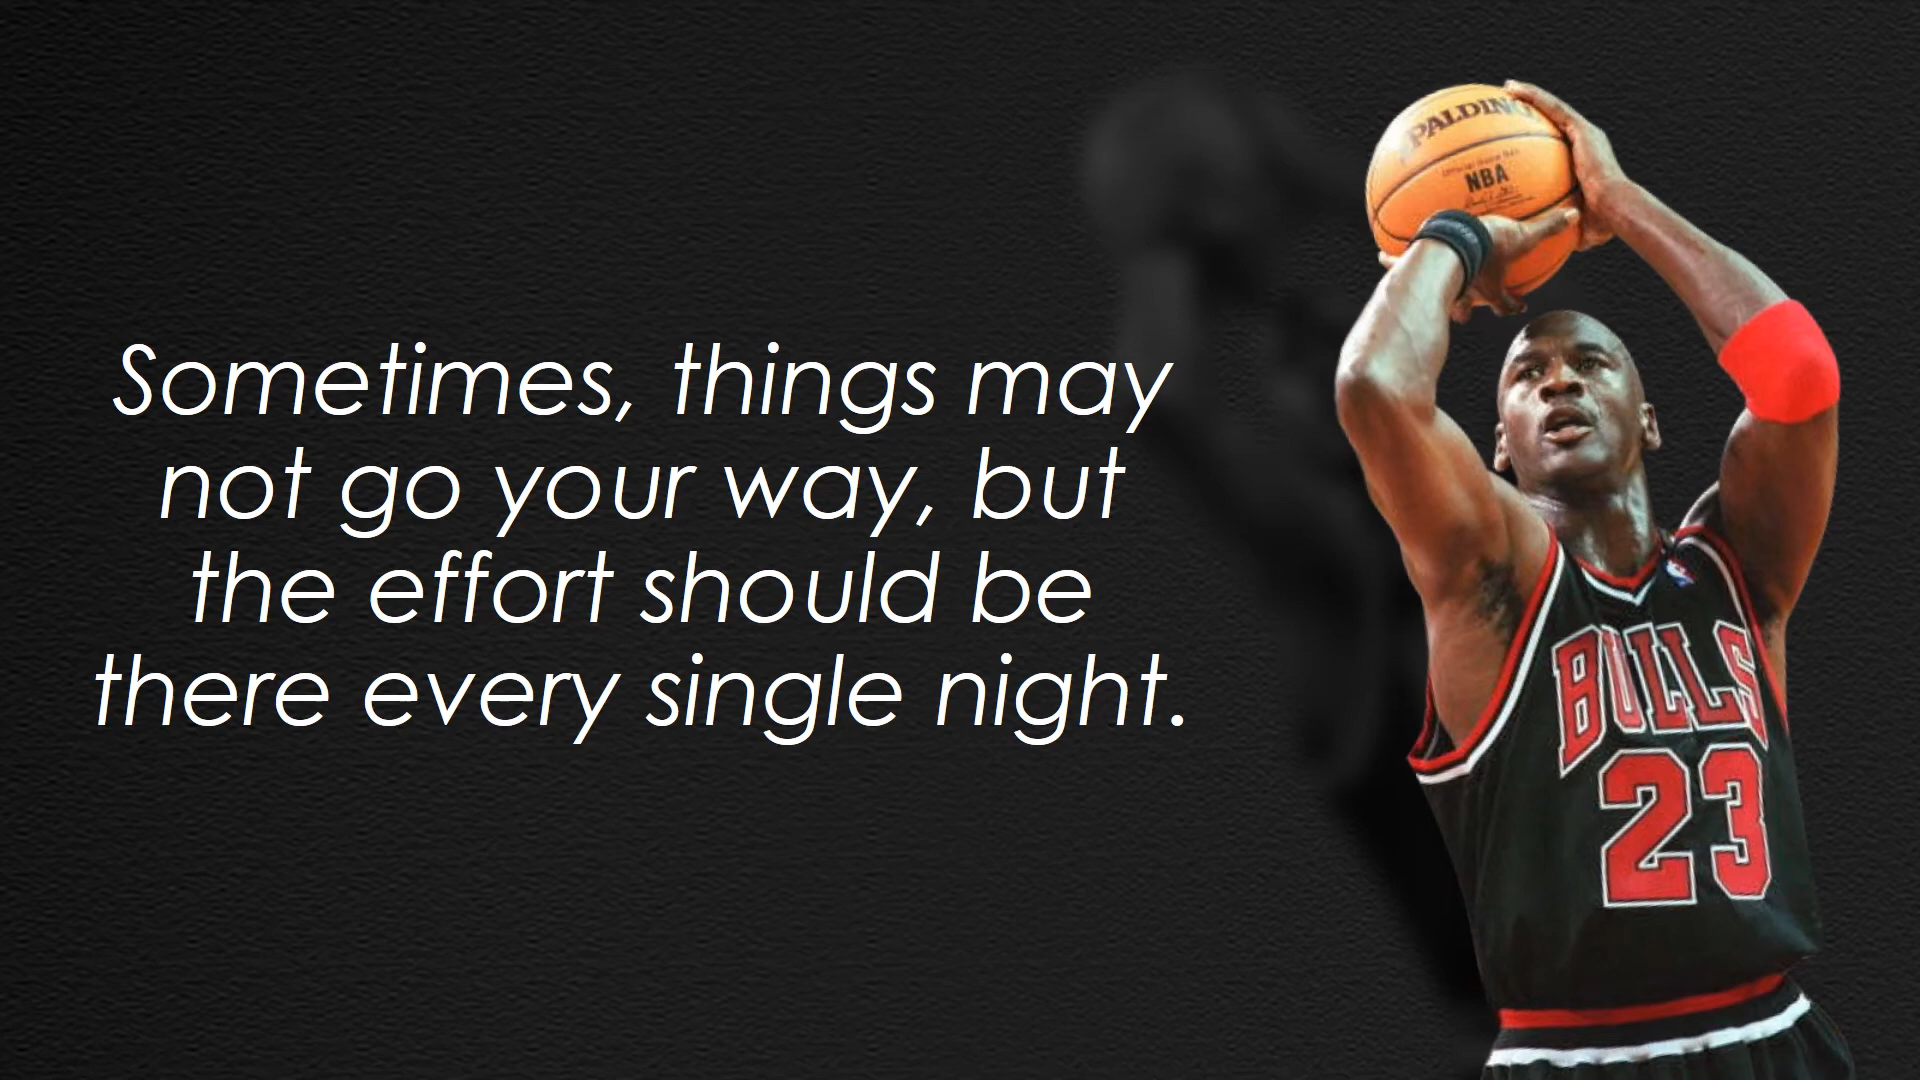 SPALDING
NBA
Sometimes, things may
not go your way, but
the effort should be
there every single night.
BULLS
23